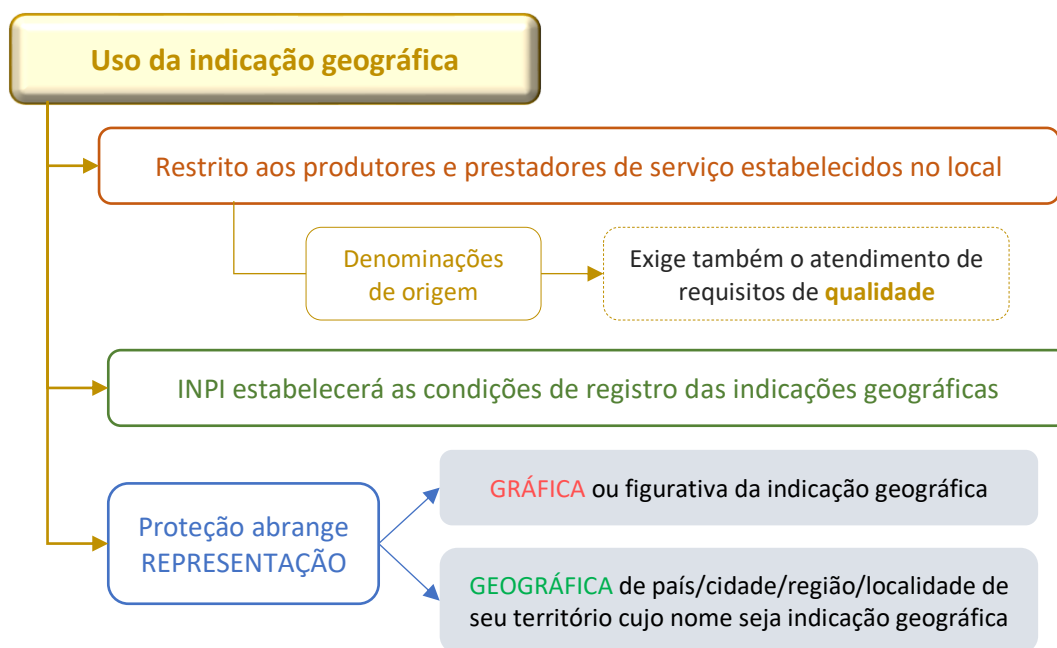 Uso da indicação geográfica
Restrito aos produtores e prestadores de serviço estabelecidos no local
Denominações
de origem
Exige também o atendimento de
requisitos de qualidade
INPI estabelecerá as condições de registro das indicações geográficas
Proteção abrange
REPRESENTAÇÃO
GRÁFICA ou figurativa da indicação geográfica
GEOGRÁFICA de país/cidade/região/localidade de
seu território cujo nome seja indicação geográfica